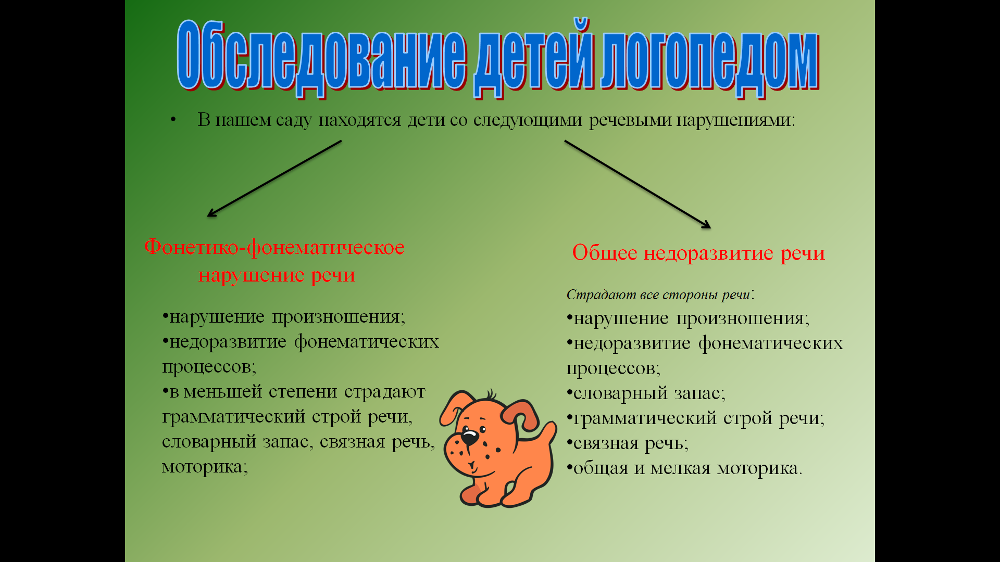 Обследование детей логопедом
• В нашем саду находятся дети со следующими речевыми нарушениями:
Фонетико-фонематическое
нарушение речи
•нарушение произношения;
•недоразвитие фонематических
процессов;
•в меньшей степени страдают
грамматический строй речи,
словарный запас, связная речь,
моторика;
Общее недоразвитие речи
Страдают все стороны речи:
•нарушение произношения;
•недоразвитие фонематических
процессов;
•словарный запас;
•грамматический строй речи;
•связная речь;
•общая и мелкая моторика.